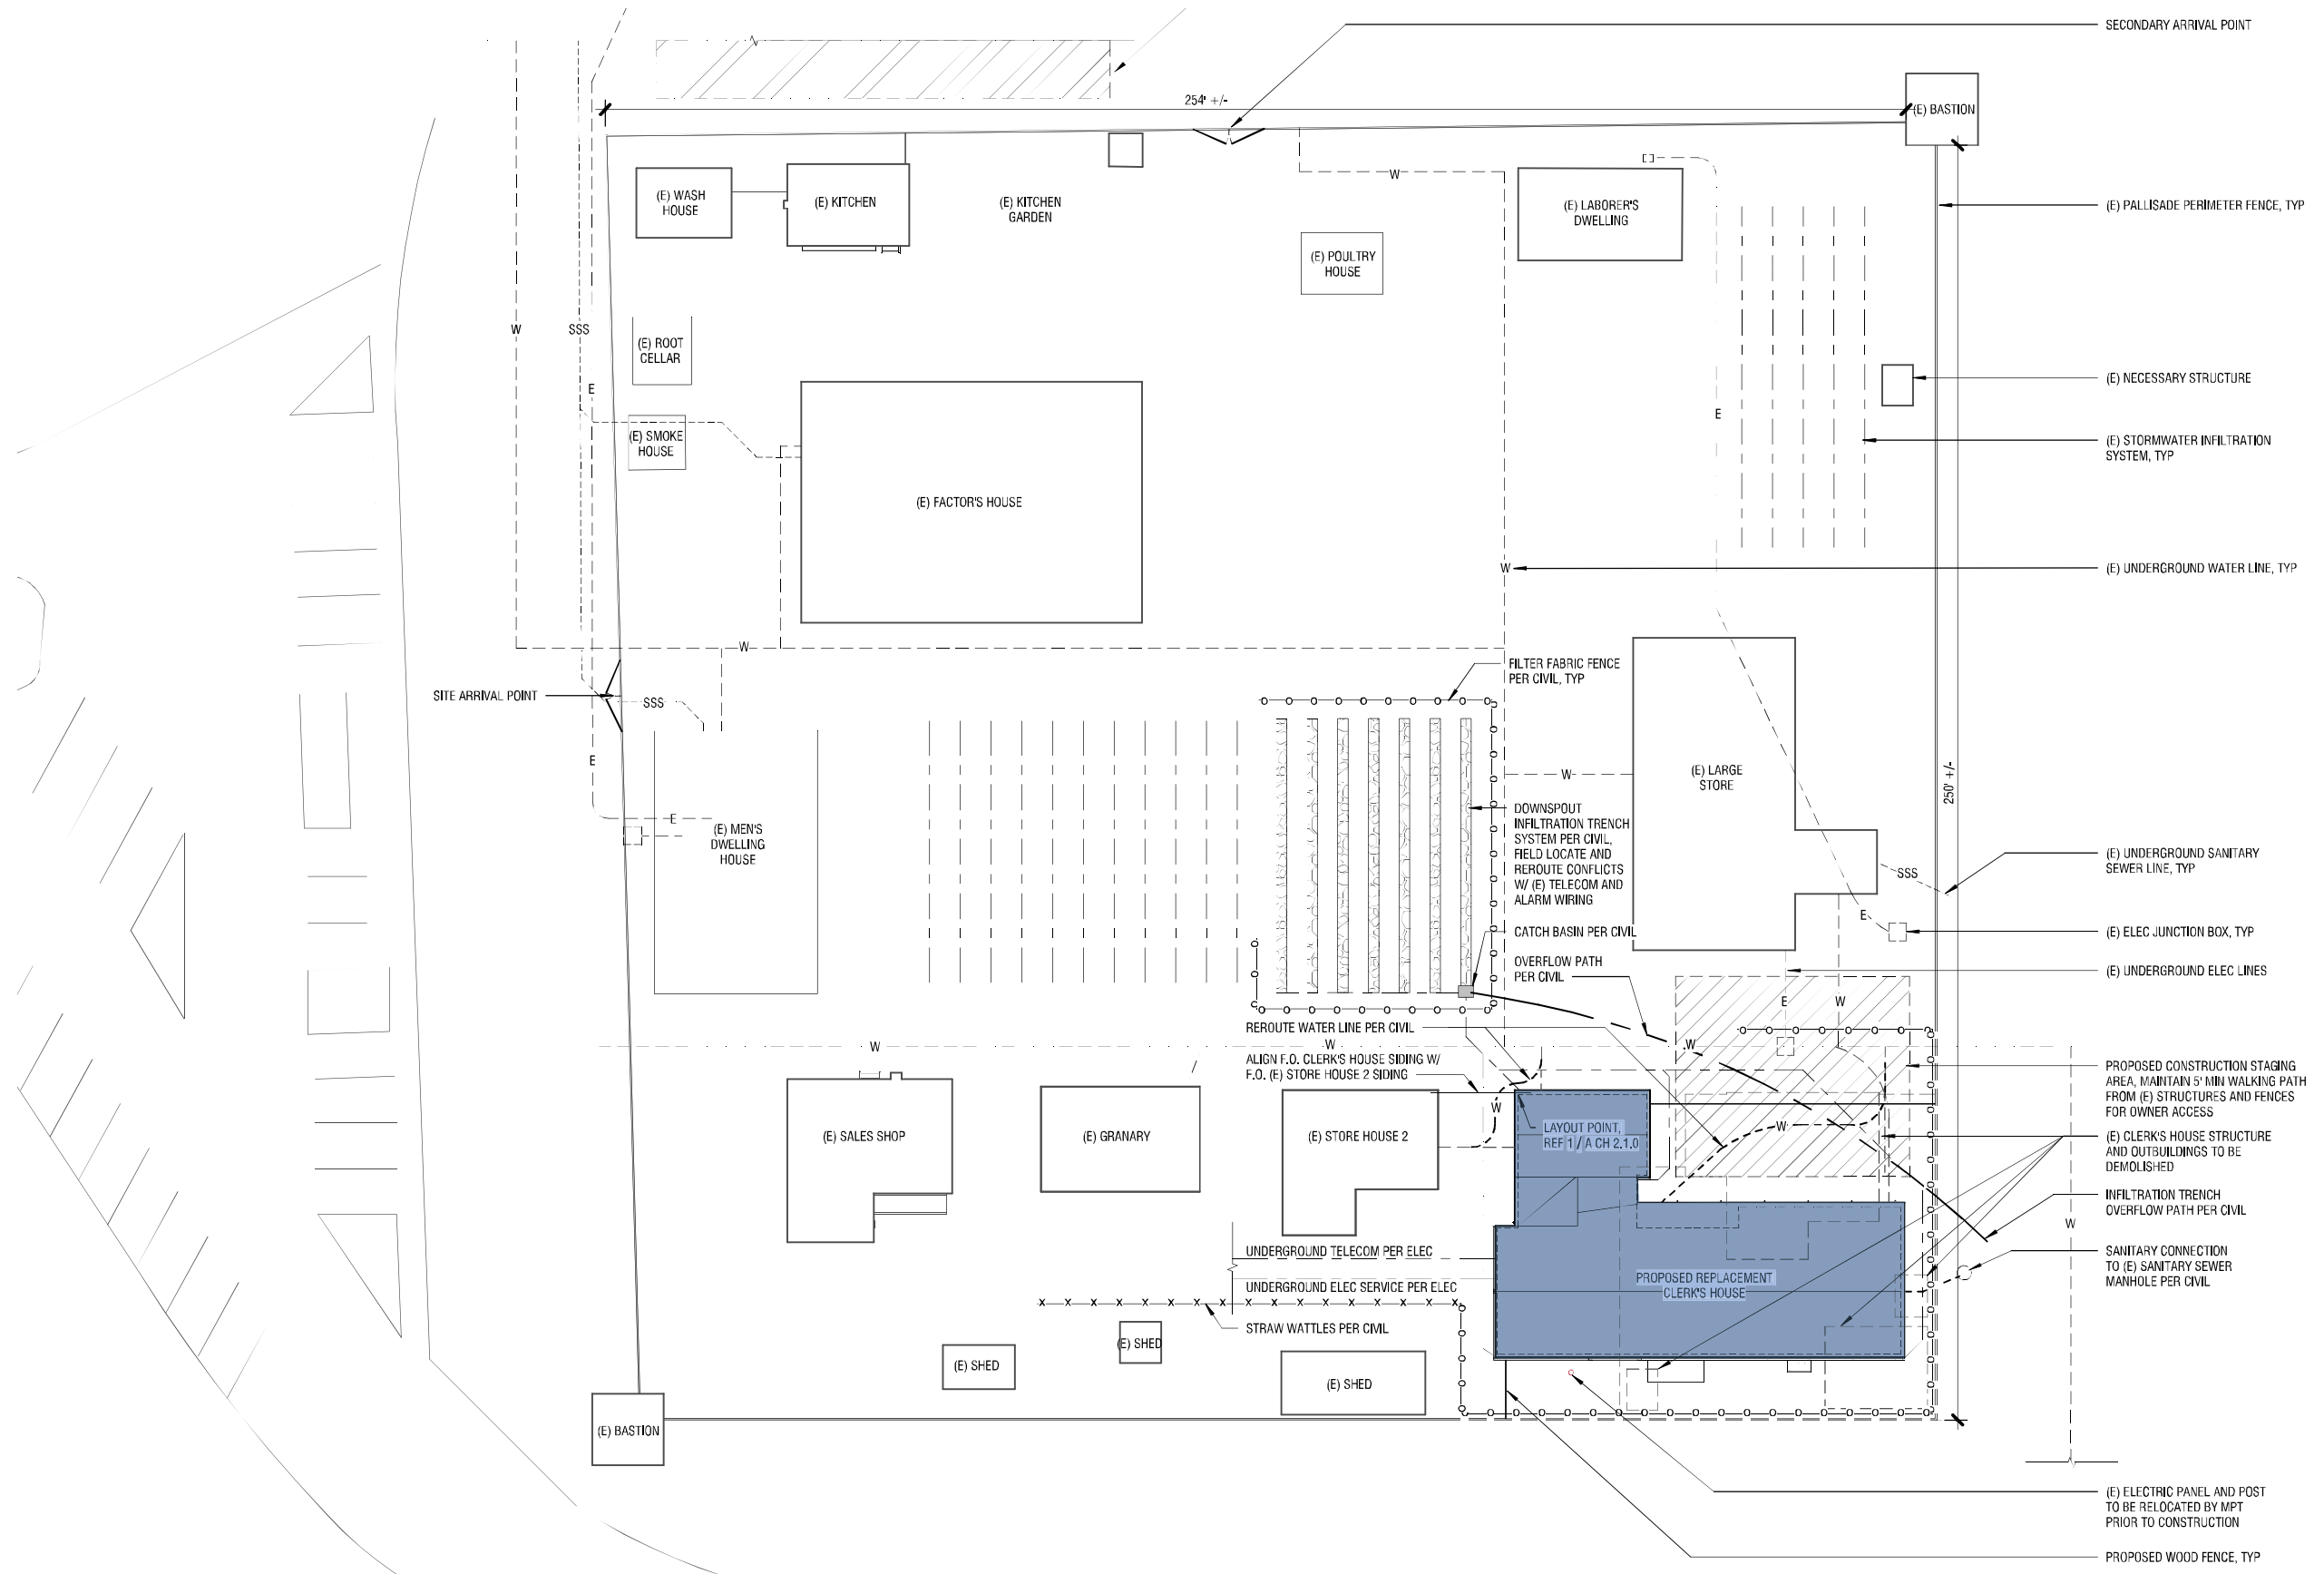 SECONDARY ARRIVAL POINT
254' +/-
(E) BASTION
(E) WASH
HOUSE
(E) KITCHEN
(E) KITCHEN
GARDEN
W
(E) LABORER'S
DWELLING
(E) PALLISADE PERIMETER FENCE, TYP
(E) POULTRY
HOUSE
W
SSS
(E) ROOT
CELLAR
E
(E) NECESSARY STRUCTURE
E
(E) SMOKE
HOUSE
(E) STORMWATER INFILTRATION
SYSTEM, TYP
(E) FACTOR'S HOUSE
W
(E) UNDERGROUND WATER LINE, TYP
W
FILTER FABRIC FENCE
PER CIVIL, TYP
SITE ARRIVAL POINT
SSS
E
W
(E) LARGE
STORE
250' +/-
DOWNSPOUT
INFILTRATION TRENCH
SYSTEM PER CIVIL,
FIELD LOCATE AND
REROUTE CONFLICTS
W/ (E) TELECOM AND
ALARM WIRING
E
(E) MEN'S
DWELLING
HOUSE
(E) UNDERGROUND SANITARY
SEWER LINE, TYP
SSS
E
CATCH BASIN PER CIVIL
(E) ELEC JUNCTION BOX, TYP
OVERFLOW PATH
PER CIVIL
(E) UNDERGROUND ELEC LINES
E
W
REROUTE WATER LINE PER CIVIL
W
W
W
ALIGN F.O. CLERK'S HOUSE SIDING W/
F.O. (E) STORE HOUSE 2 SIDING
PROPOSED CONSTRUCTION STAGING
AREA, MAINTAIN 5' MIN WALKING PATH
FROM (E) STRUCTURES AND FENCES
FOR OWNER ACCESS
W
W
(E) SALES SHOP
(E) GRANARY
(E) STORE HOUSE 2
LAYOUT POINT,
REF 1 / A CH 2.1.0
(E) CLERK'S HOUSE STRUCTURE
AND OUTBUILDINGS TO BE
DEMOLISHED
INFILTRATION TRENCH
OVERFLOW PATH PER CIVIL
W
UNDERGROUND TELECOM PER ELEC
SANITARY CONNECTION
TO (E) SANITARY SEWER
MANHOLE PER CIVIL
PROPOSED REPLACEMENT
CLERK'S HOUSE
UNDERGROUND ELEC SERVICE PER ELEC
STRAW WATTLES PER CIVIL
(E) SHED
(E) SHED
(E) SHED
(E) BASTION
(E) ELECTRIC PANEL AND POST
TO BE RELOCATED BY MPT
PRIOR TO CONSTRUCTION
PROPOSED WOOD FENCE, TYP